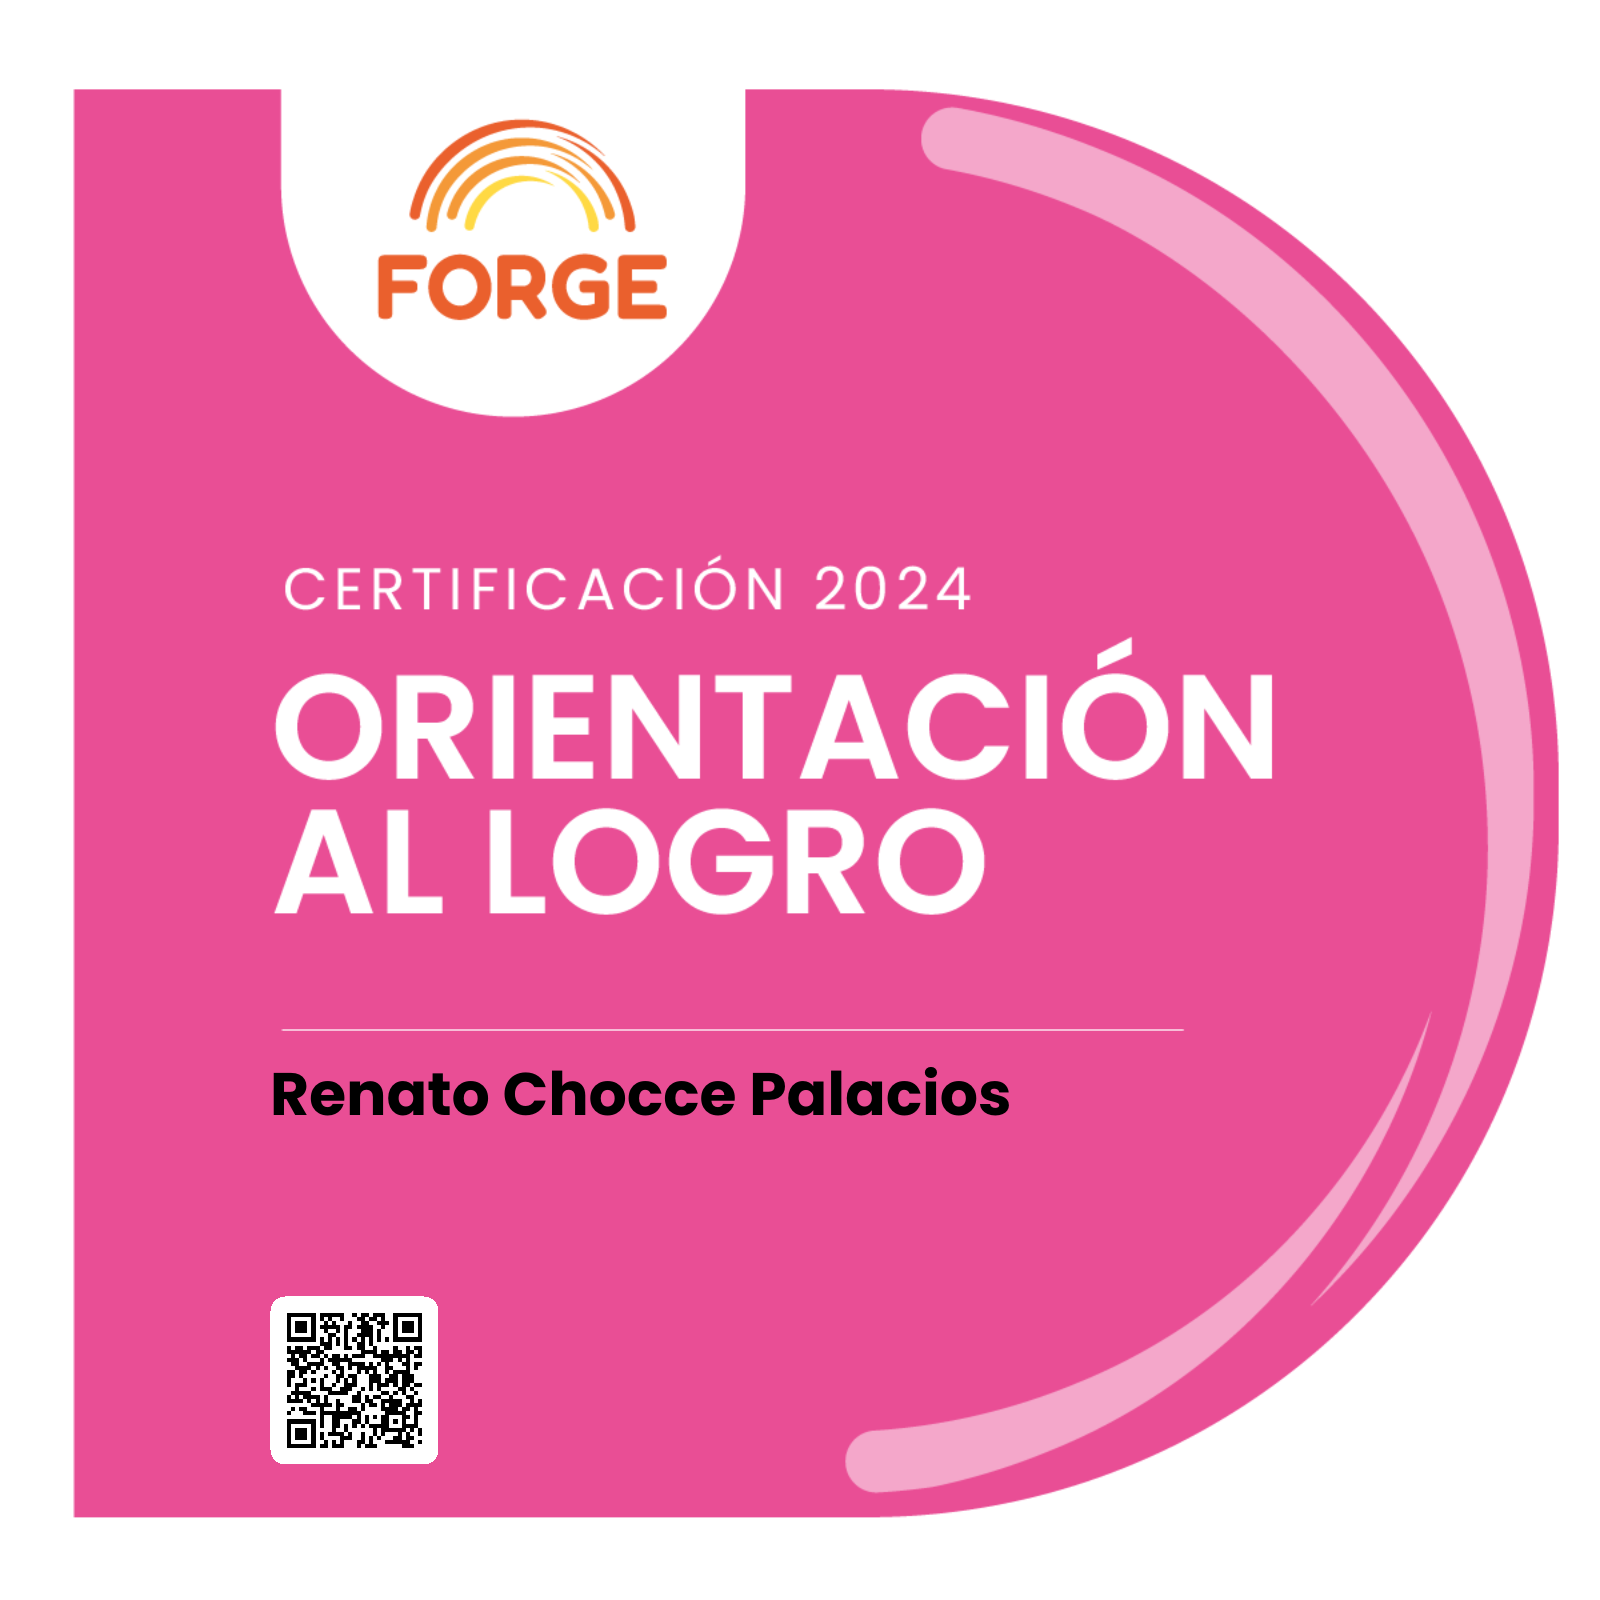 FORGE
CERTIFICACIÓN 2024
ORIENTACIÓN
AL LOGRO
Renato Chocce Palacios